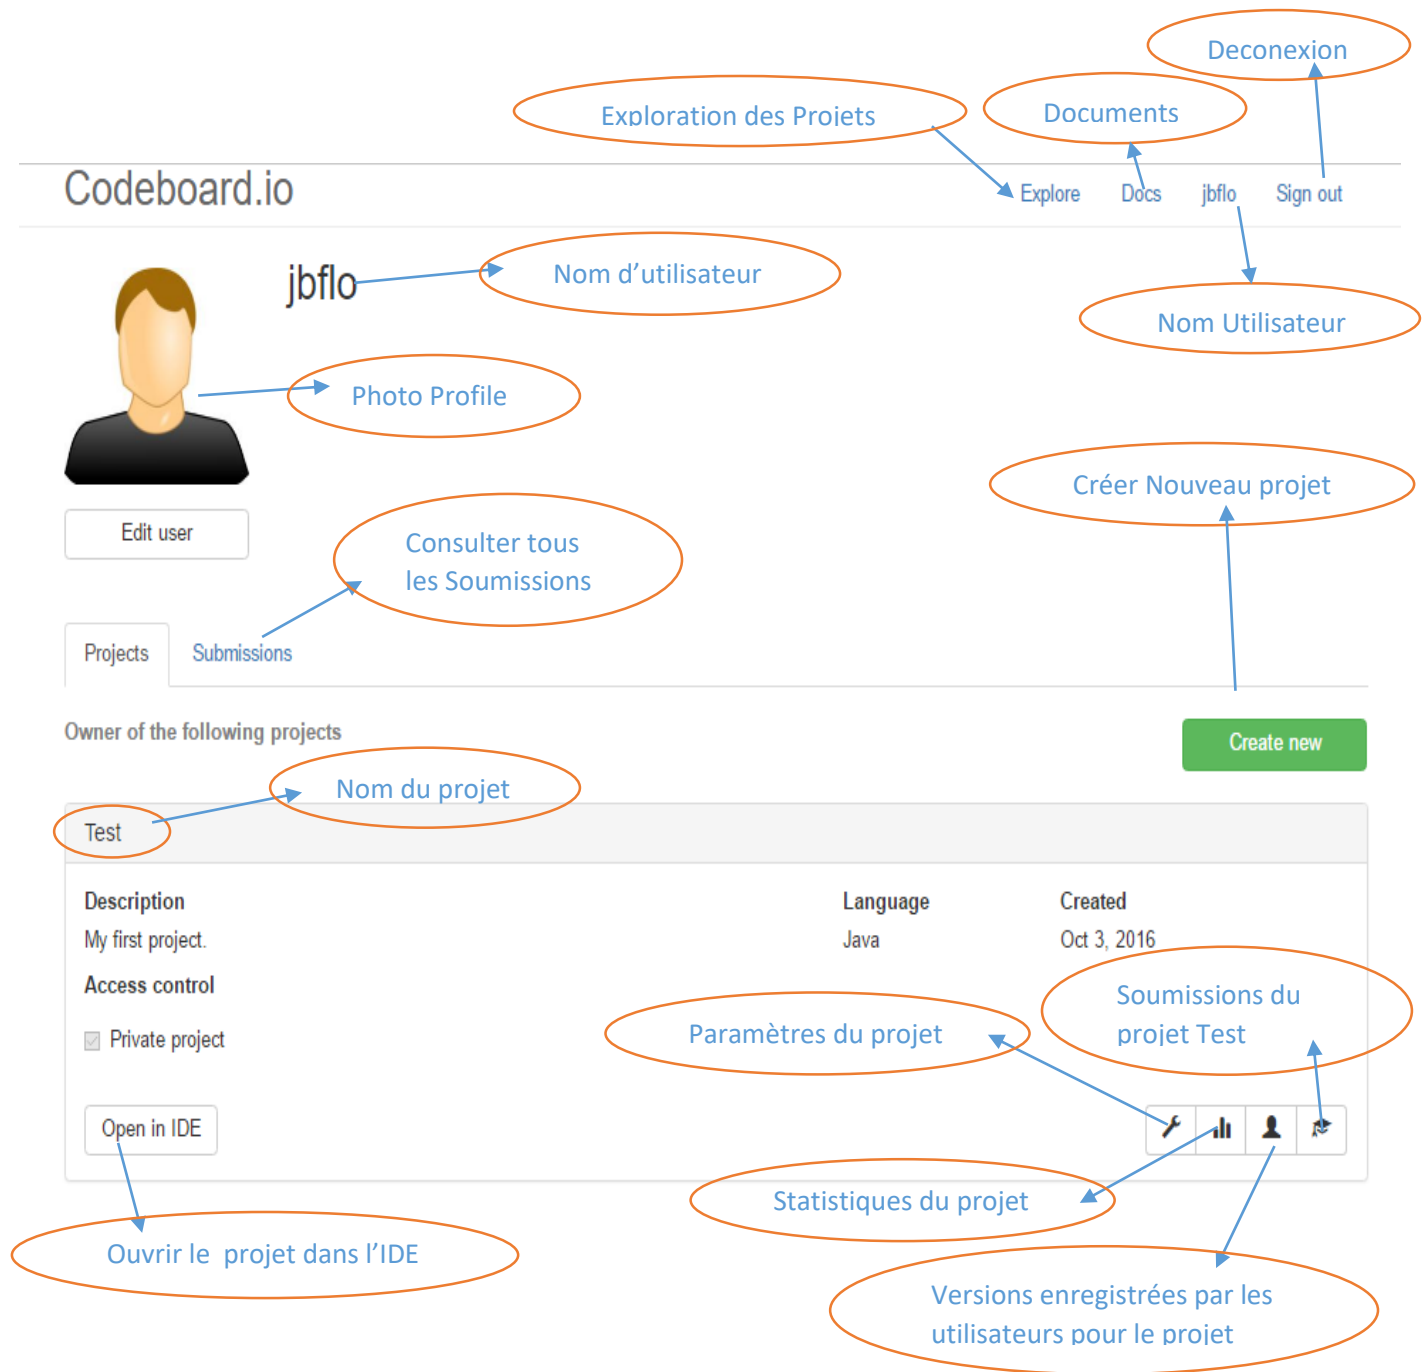 Deconexion
Exploration des Projets
Documents
Codeboard.io
Explore Docs jbflo Sign out
jbflo
Nom d’utilisateur
Nom Utilisateur
Photo Profile
Créer Nouveau projet
Edit user
Consulter tous
les Soumissions
Projects Submissions
Owner of the following projects
Create new
Nom du projet
Test
Description
Language
Created
My first project.
Java
Oct 3, 2016
Access control
Soumissions du
projet Test
Paramètres du projet
Private project
Open in IDE
Statistiques du projet
Ouvrir le  projet dans l’IDE
Versions enregistrées par les
utilisateurs pour le projet